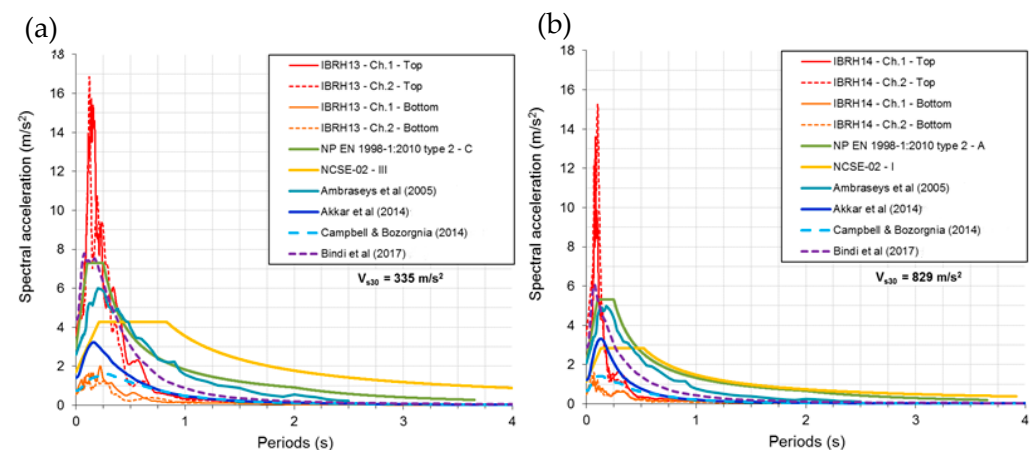 (a)
18
16
14
12
10
8
6
4
2
0
Spectral acceleration (m/s²)
IBRH13 - Ch.1 - Top
IBRH13 - Ch.2 - Top
IBRH13 - Ch.1 - Bottom
IBRH13 - Ch.2 - Bottom
NP EN 1998-1:2010 type 2 - C
NCSE-02 - III
Ambraseys et al (2005)
Akkar et al (2014)
Campbell & Bozorgnia (2014)
Bindi et al (2017)
Vs30 = 335 m/s²
0 1 2 3 4
Periods (s)
(b)
18
16
14
12
10
8
6
4
2
0
Spectral acceleration (m/s²)
IBRH14 - Ch.1 - Top
IBRH14 - Ch.2 - Top
IBRH14 - Ch.1 - Bottom
IBRH14 - Ch.2 - Bottom
NP EN 1998-1:2010 type 2 - A
NCSE-02 - I
Ambraseys et al (2005)
Akkar et al (2014)
Campbell & Bozorgnia (2014)
Bindi et al (2017)
Vs30 = 829 m/s²
0 1 2 3 4
Periods (s)